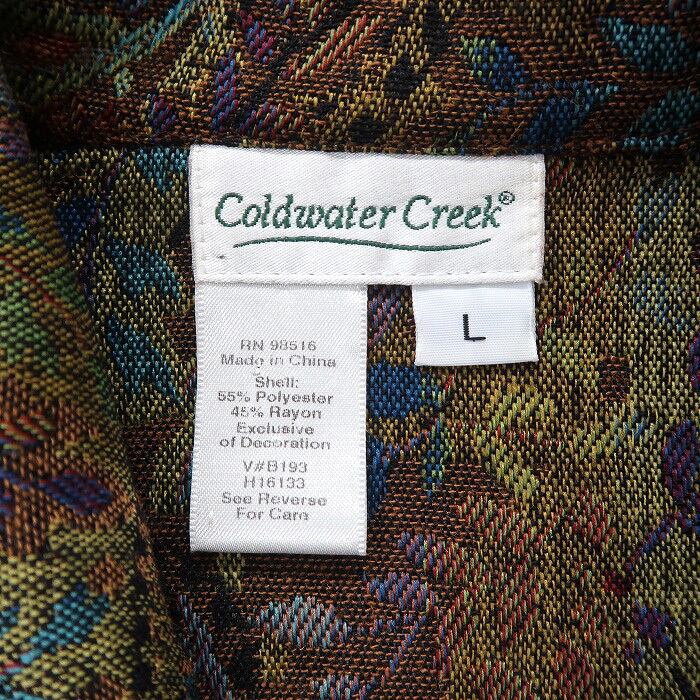 Coldwater Creek®
L
RN 98516
Made in China
Shell:
55% Polyester
45% Rayon
Exclusive
of Decoration
V#B193
H16133
See Reverse
For Care